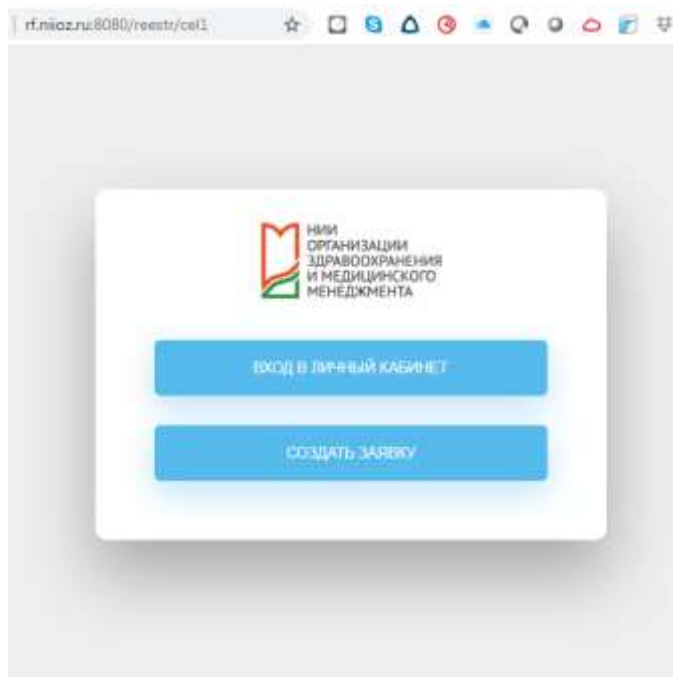 rf.niioz.ru:8080/reestr/cel1
НИИ
ОРГАНИЗАЦИИ
ЗДРАВООХРАНЕНИЯ
И МЕДИЦИНСКОГО
МЕНЕДЖМЕНТА
ВХОД В ЛИЧНЫЙ КАБИНЕТ
СОЗДАТЬ ЗАЯВКУ